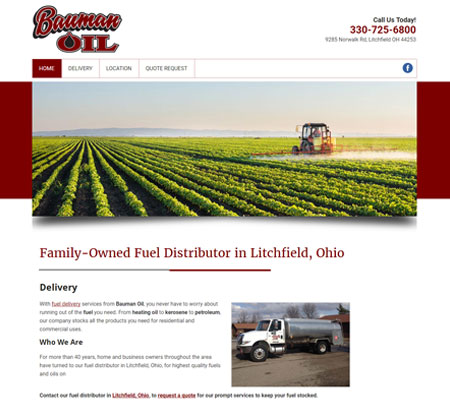 Bauman
OIL
Call Us Today!
330-725-6800
9285 Norwalk Rd, Litchfield OH 44253
HOME DELIVERY LOCATION QUOTE REQUEST f
Family-Owned Fuel Distributor in Litchfield, Ohio
Delivery
With fuel delivery services from Bauman Oil, you never have to worry about
running out of the fuel you need. From heating oil to kerosene to petroleum,
our company stocks all the products you need for residential and
commercial uses.
Who We Are
For more than 40 years, home and business owners throughout the area
have turned to our fuel distributor in Litchfield, Ohio, for highest quality fuels
and oils on
Contact our fuel distributor in Litchfield, Ohio, to request a quote for our prompt services to keep your fuel stocked.